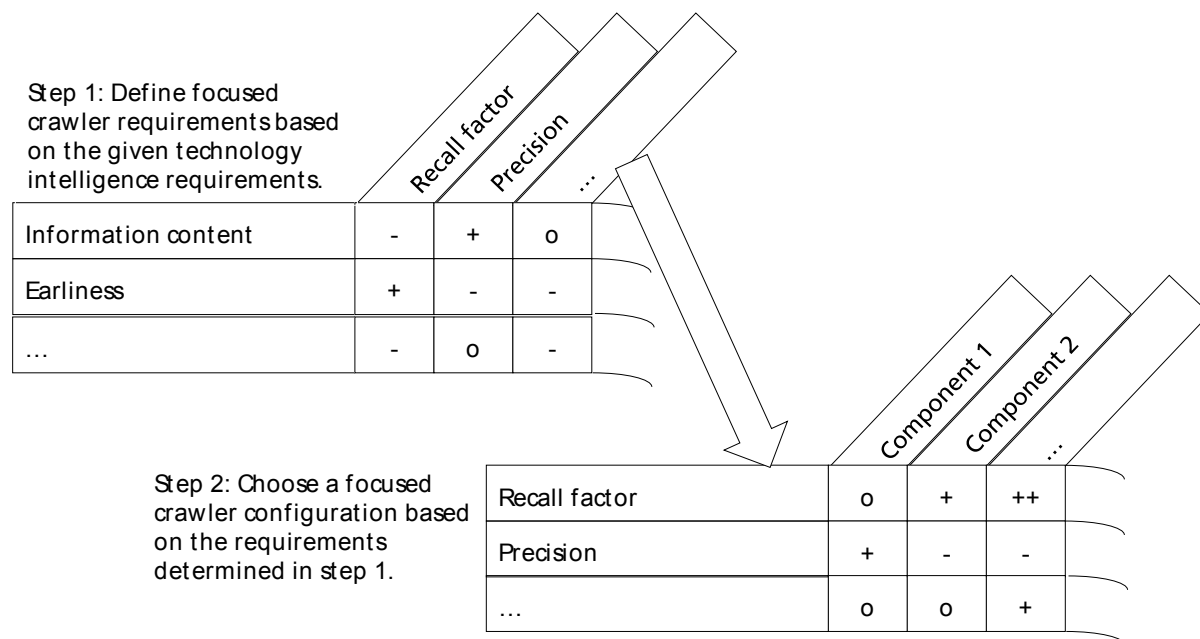 Step 1: Define focused
crawler requirements based
on the given technology
intelligence requirements.
Recall factor
Precision
...
Information content - + o
Earliness + - -
... - o -
Component 1
Component 2
...
Step 2: Choose a focused
crawler configuration based
on the requirements
determined in step 1.
Recall factor o + ++
Precision + - -
... o o +